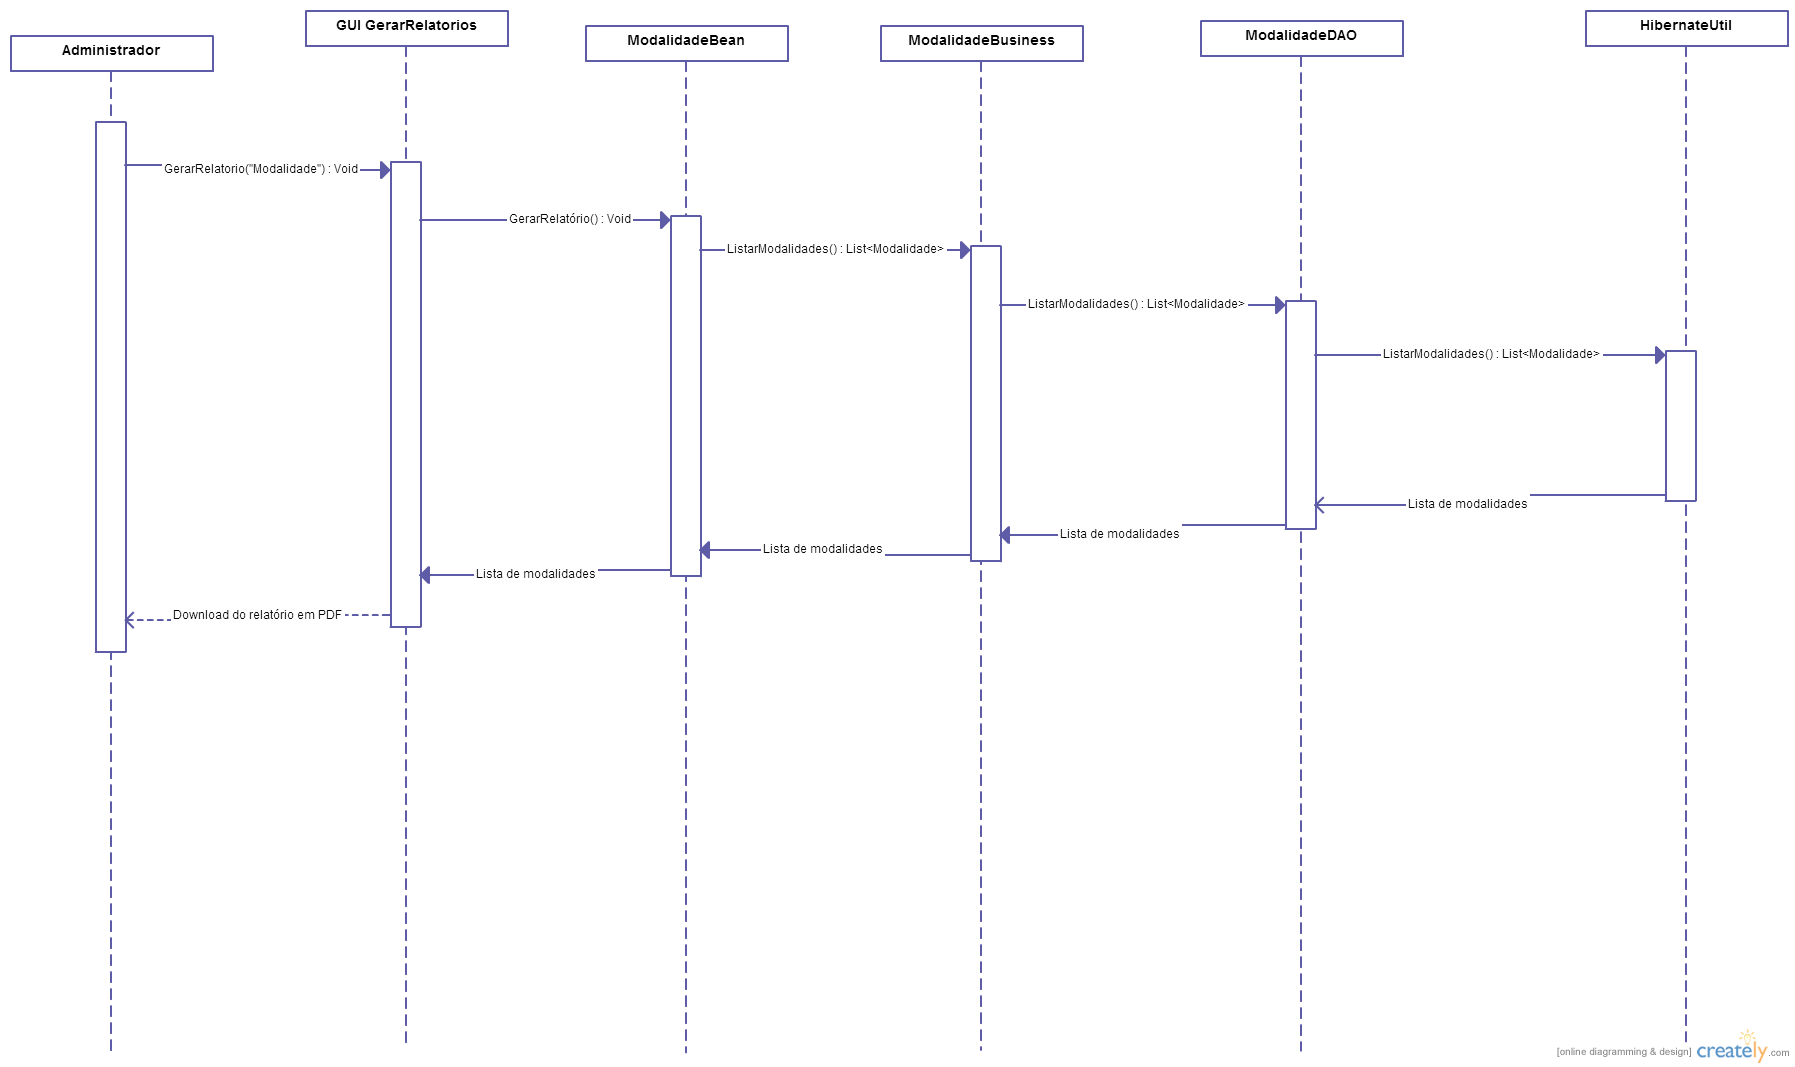 Administrador
GUI GerarRelatorios
ModalidadeBean
ModalidadeBusiness
ModalidadeDAO
HibernateUtil
GerarRelatorio("Modalidade") : Void
GerarRelatório() : Void
ListarModalidades() : List<Modalidade>
ListarModalidades() : List<Modalidade>
ListarModalidades() : List<Modalidade>
Lista de modalidades
Lista de modalidades
Lista de modalidades
Lista de modalidades
Download do relatório em PDF
[online diagramming & design] creately.com